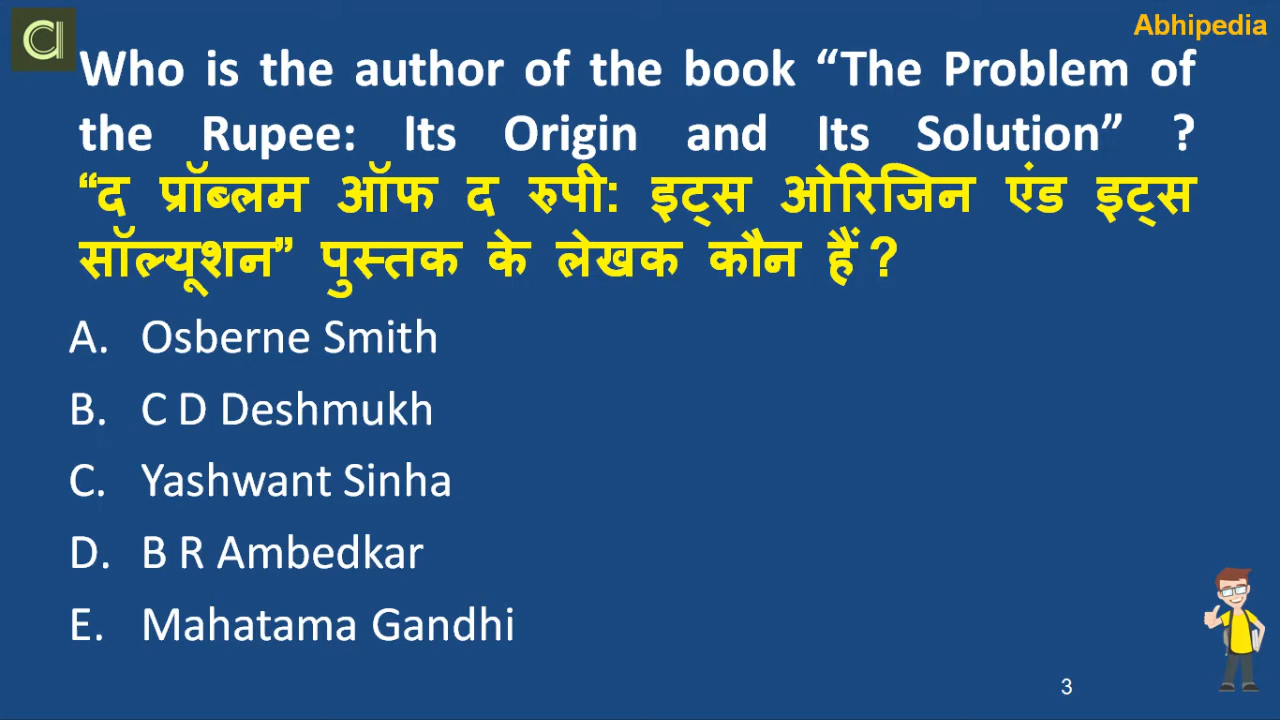 Abhipedia
Who is the author of the book “The Problem of
the Rupee: Its Origin and Its Solution” ?
“द प्रॉब्लम ऑफ द रुपी: इट्स ओरिजिन एंड इट्स
सॉल्यूशन” पुस्तक के लेखक कौन हैं ?
A. Osberne Smith
B. C D Deshmukh
C. Yashwant Sinha
D. B R Ambedkar
E. Mahatama Gandhi
3